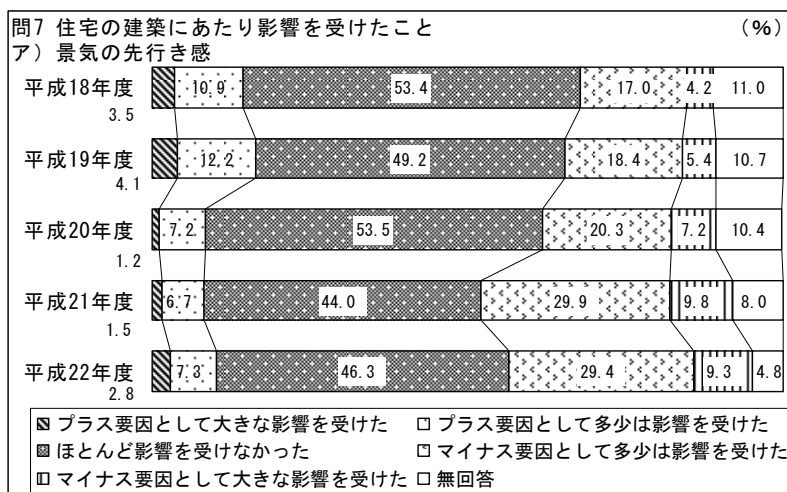 問7 住宅の建築にあたり影響を受けたこと (%)
ア) 景気の先行き感
平成18年度 3.5 10.9 53.4 17.0 4.2 11.0
平成19年度 4.1 12.2 49.2 18.4 5.4 10.7
平成20年度 1.2 7.2 53.5 20.3 7.2 10.4
平成21年度 1.5 6.7 44.0 29.9 9.8 8.0
平成22年度 2.8 7.3 46.3 29.4 9.3 4.8
プラス要因として大きな影響を受けた プラス要因として多少は影響を受けた
ほとんど影響を受けなかった マイナス要因として多少は影響を受けた
マイナス要因として大きな影響を受けた 無回答